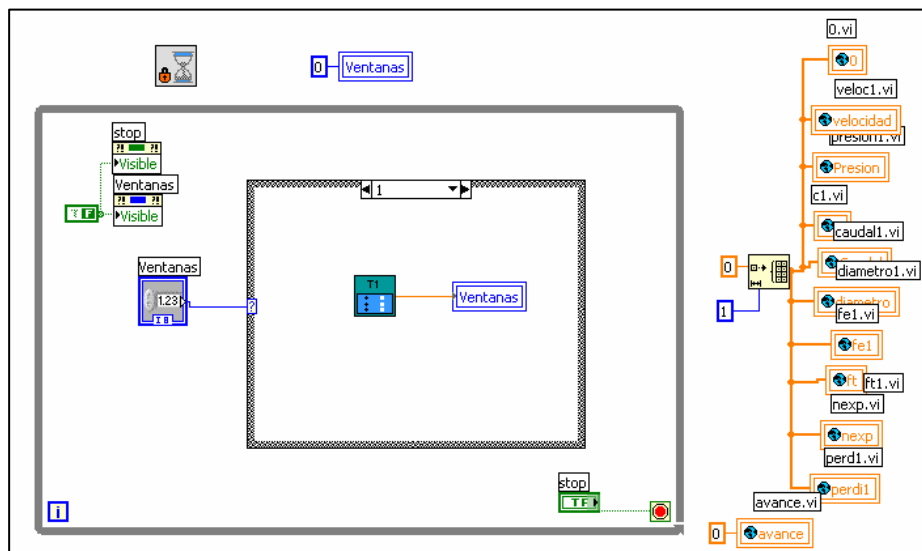 0.vi
0 Ventanas
0
veloc1.vi
velocidad
stop
?! ?!
Visible
presion1.vi
Ventanas
?! ?!
Visible
1
Presion
F
c1.vi
caudal1.vi
Ventanas
1.23
I8
T1
Ventanas
?
0
diametro1.vi
1
diametro
fe1.vi
fe1
ft
ft1.vi
nexp.vi
nexp
perd1.vi
stop
TF
perdi1
i
avance.vi
0 avance